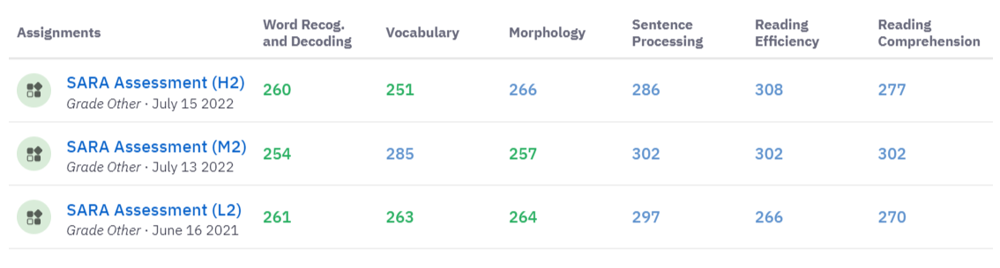 Assignments Word Recog. and Decoding Vocabulary Morphology Sentence Processing Reading Efficiency Reading Comprehension
SARA Assessment (H2) 260 251 266 286 308 277
Grade Other · July 15 2022
SARA Assessment (M2) 254 285 257 302 302 302
Grade Other · July 13 2022
SARA Assessment (L2) 261 263 264 297 266 270
Grade Other · June 16 2021